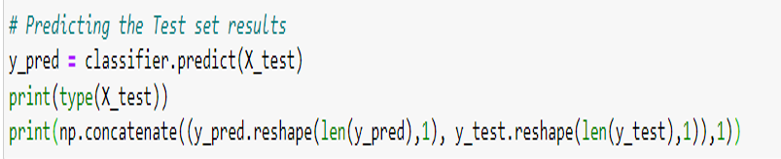 # Predicting the Test set results
y_pred = classifier.predict(X_test)
print(type(X_test))
print(np.concatenate((y_pred.reshape(len(y_pred),1), y_test.reshape(len(y_test),1)),1))